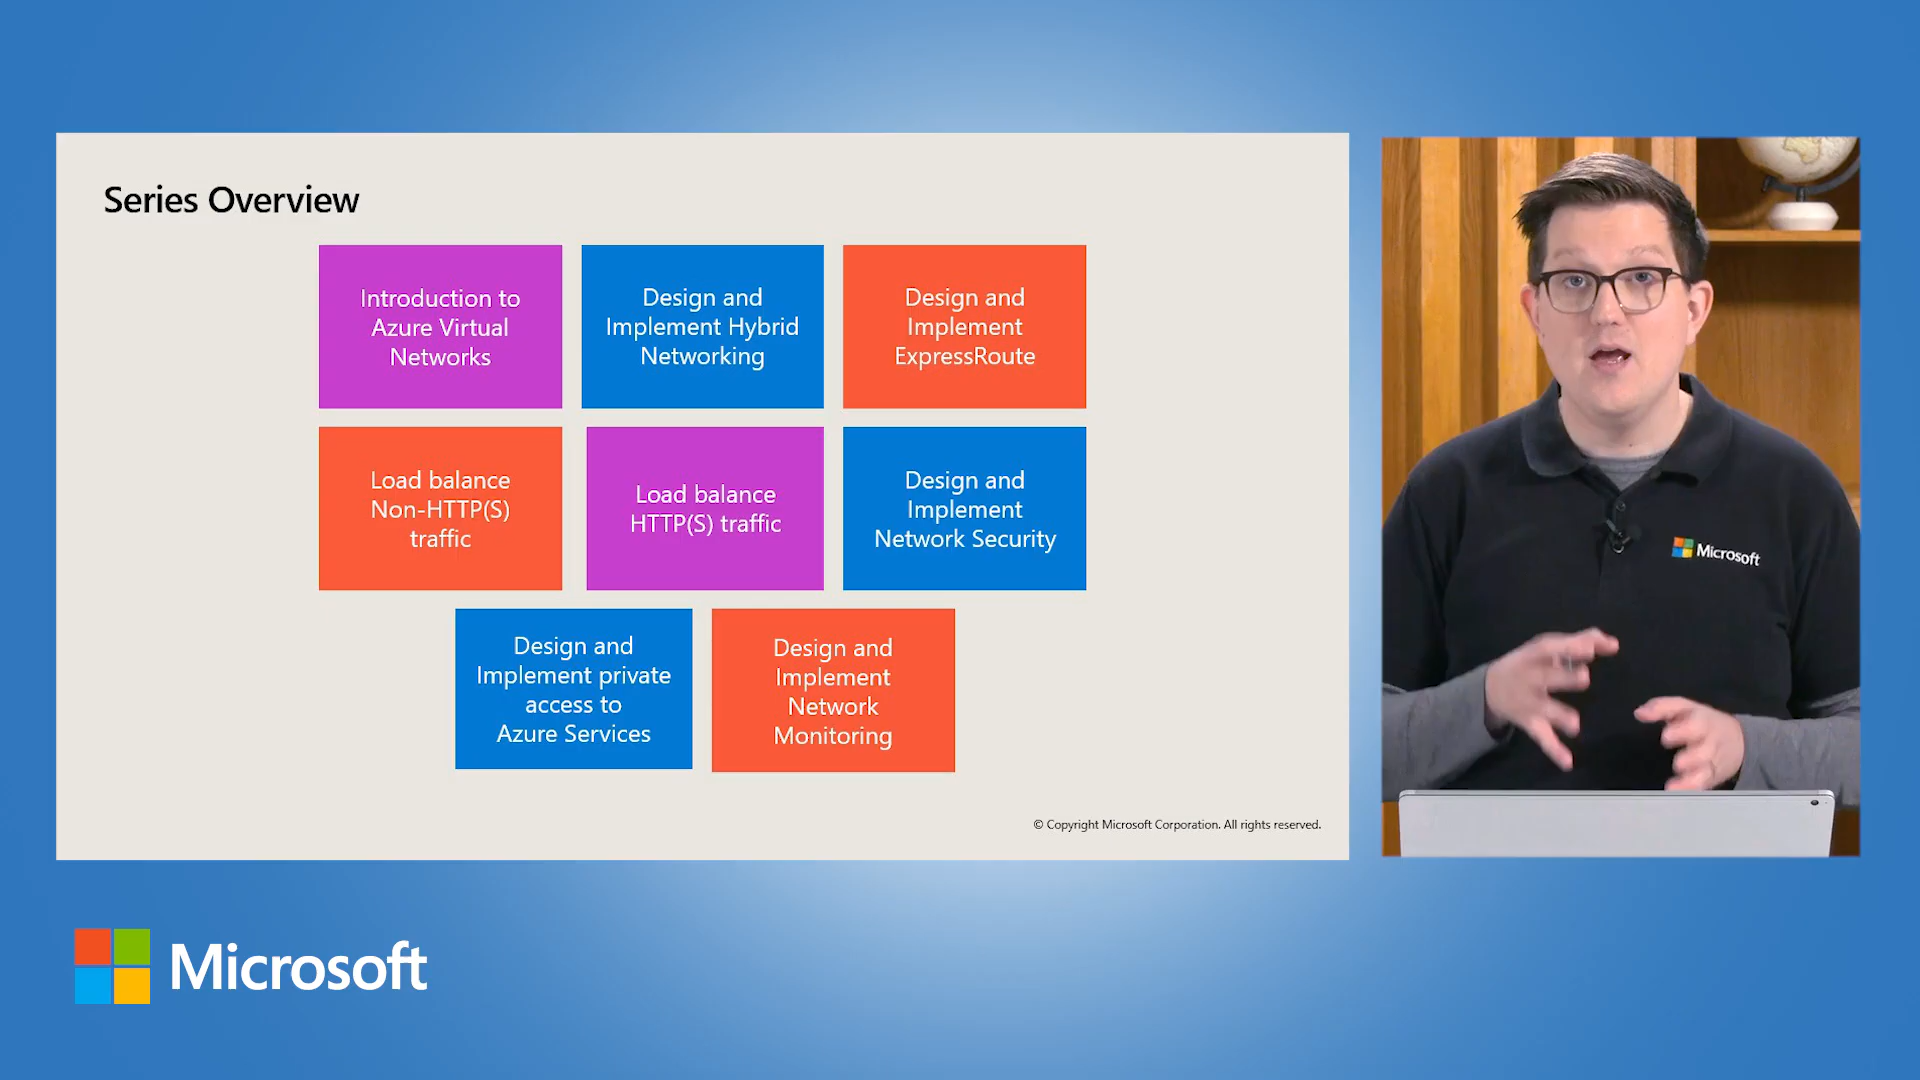 Series Overview
Introduction to
Azure Virtual
Networks
Design and
Implement Hybrid
Networking
Design and
Implement
ExpressRoute
Load balance
Non-HTTP(S)
traffic
Load balance
HTTP(S) traffic
Design and
Implement
Network Security
Design and
Implement private
access to
Azure Services
Design and
Implement
Network
Monitoring
© Copyright Microsoft Corporation. All rights reserved.
Microsoft
Microsoft